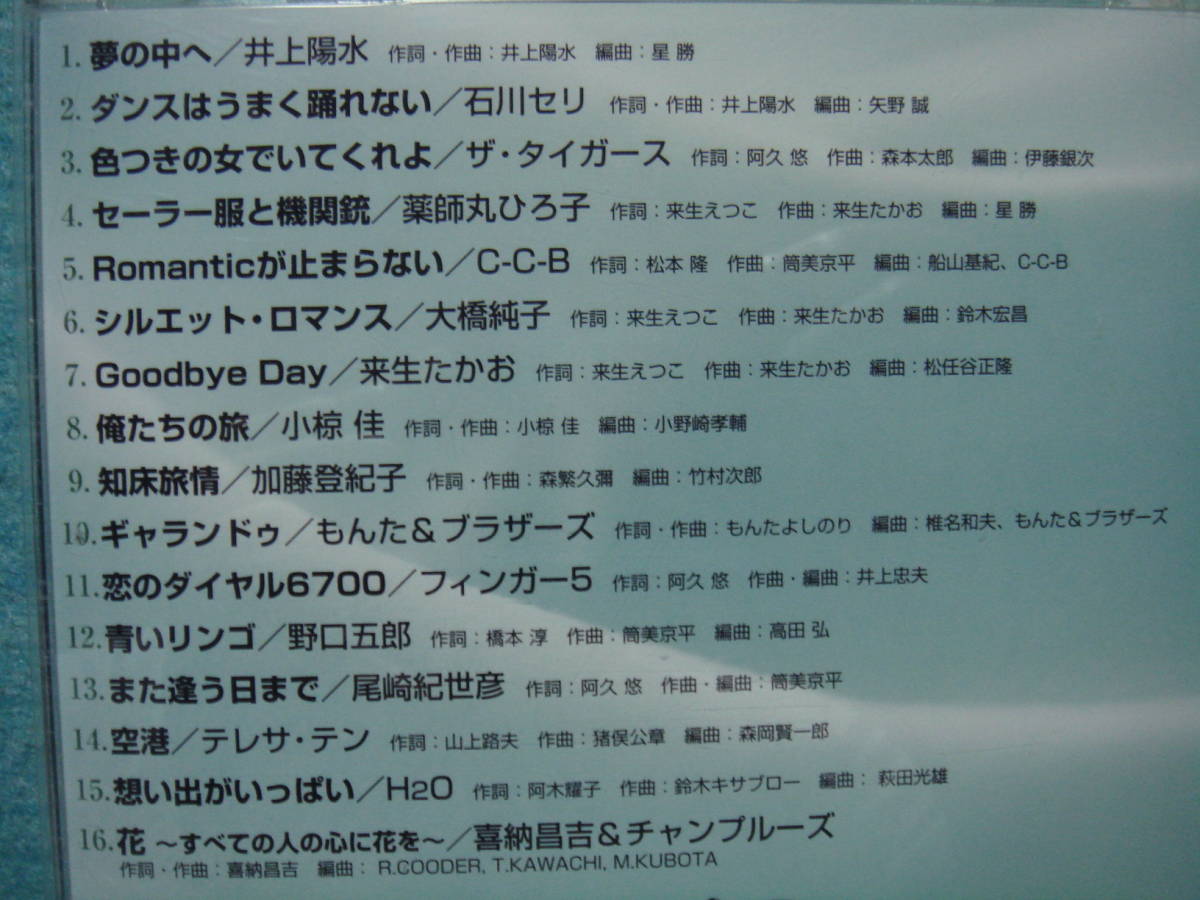 1. 夢の中へ／井上陽水 作詞・作曲：井上陽水 編曲：星 勝
2. ダンスはうまく踊れない／石川セリ 作詞・作曲：井上陽水 編曲：矢野 誠
3. 色つきの女でいてくれよ／ザ・タイガース 作詞：阿久 悠 作曲：森本太郎 編曲：伊藤銀次
4. セーラー服と機関銃／薬師丸ひろ子 作詞：来生えつこ 作曲：来生たかお 編曲：星 勝
5. Romanticが止まらない／C-C-B 作詞：松本 隆 作曲：筒美京平 編曲：船山基紀、C-C-B
6. シルエット・ロマンス／大橋純子 作詞：来生えつこ 作曲：来生たかお 編曲：鈴木宏昌
7. Goodbye Day／来生たかお 作詞：来生えつこ 作曲：来生たかお 編曲：松任谷正隆
8. 俺たちの旅／小椋 佳 作詞・作曲：小椋 佳 編曲：小野崎孝輔
9. 知床旅情／加藤登紀子 作詞・作曲：森繁久彌 編曲：竹村次郎
10. ギャランドゥ／もんた＆ブラザーズ 作詞・作曲：もんたよしのり 編曲：椎名和夫、もんた＆ブラザーズ
11. 恋のダイヤル6700／フィンガー5 作詞：阿久 悠 作曲・編曲：井上忠夫
12. 青いリンゴ／野口五郎 作詞：橋本 淳 作曲：筒美京平 編曲：高田 弘
13. また逢う日まで／尾崎紀世彦 作詞：阿久 悠 作曲・編曲：筒美京平
14. 空港／テレサ・テン 作詞：山上路夫 作曲：猪俣公章 編曲：森岡賢一郎
15. 想い出がいっぱい／H2O 作詞：阿木耀子 作曲：鈴木キサブロー 編曲： 萩田光雄
16. 花 ～すべての人の心に花を～／喜納昌吉＆チャンプルーズ
作詞・作曲：喜納昌吉 編曲： R.COODER, T.KAWACHI, M.KUBOTA